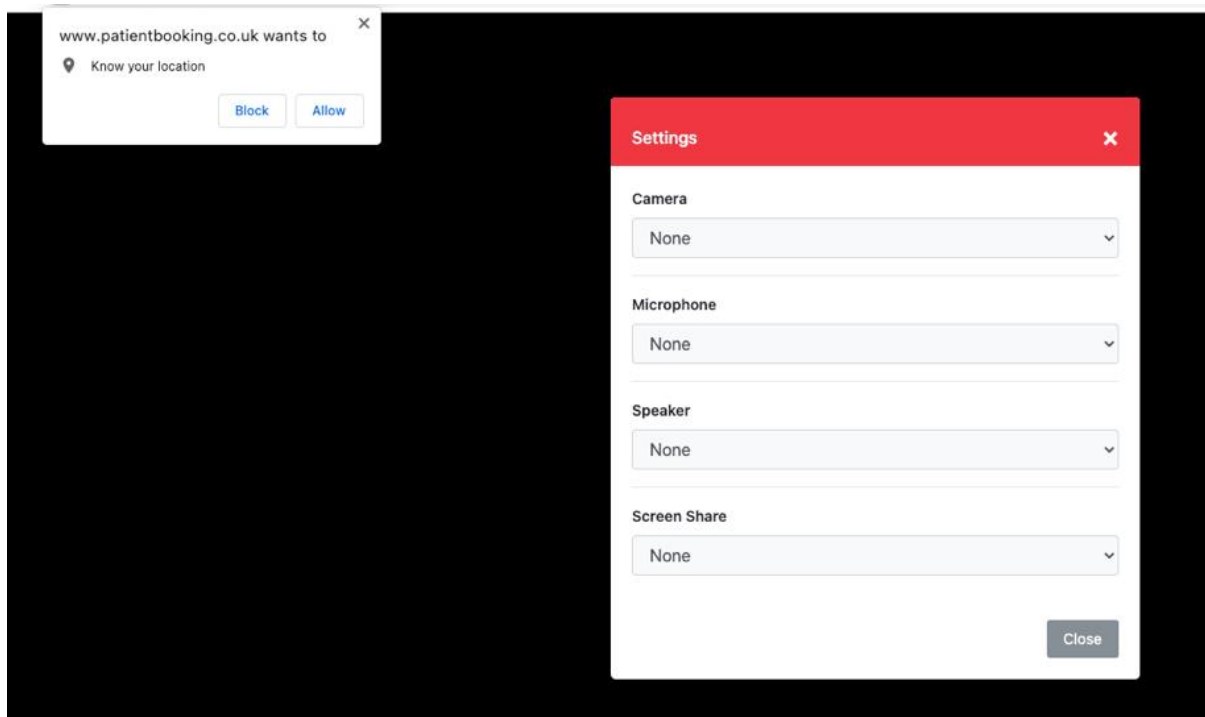 www.patientbooking.co.uk wants to
Know your location
Block Allow
Settings
Camera
None
Microphone
None
Speaker
None
Screen Share
None
Close